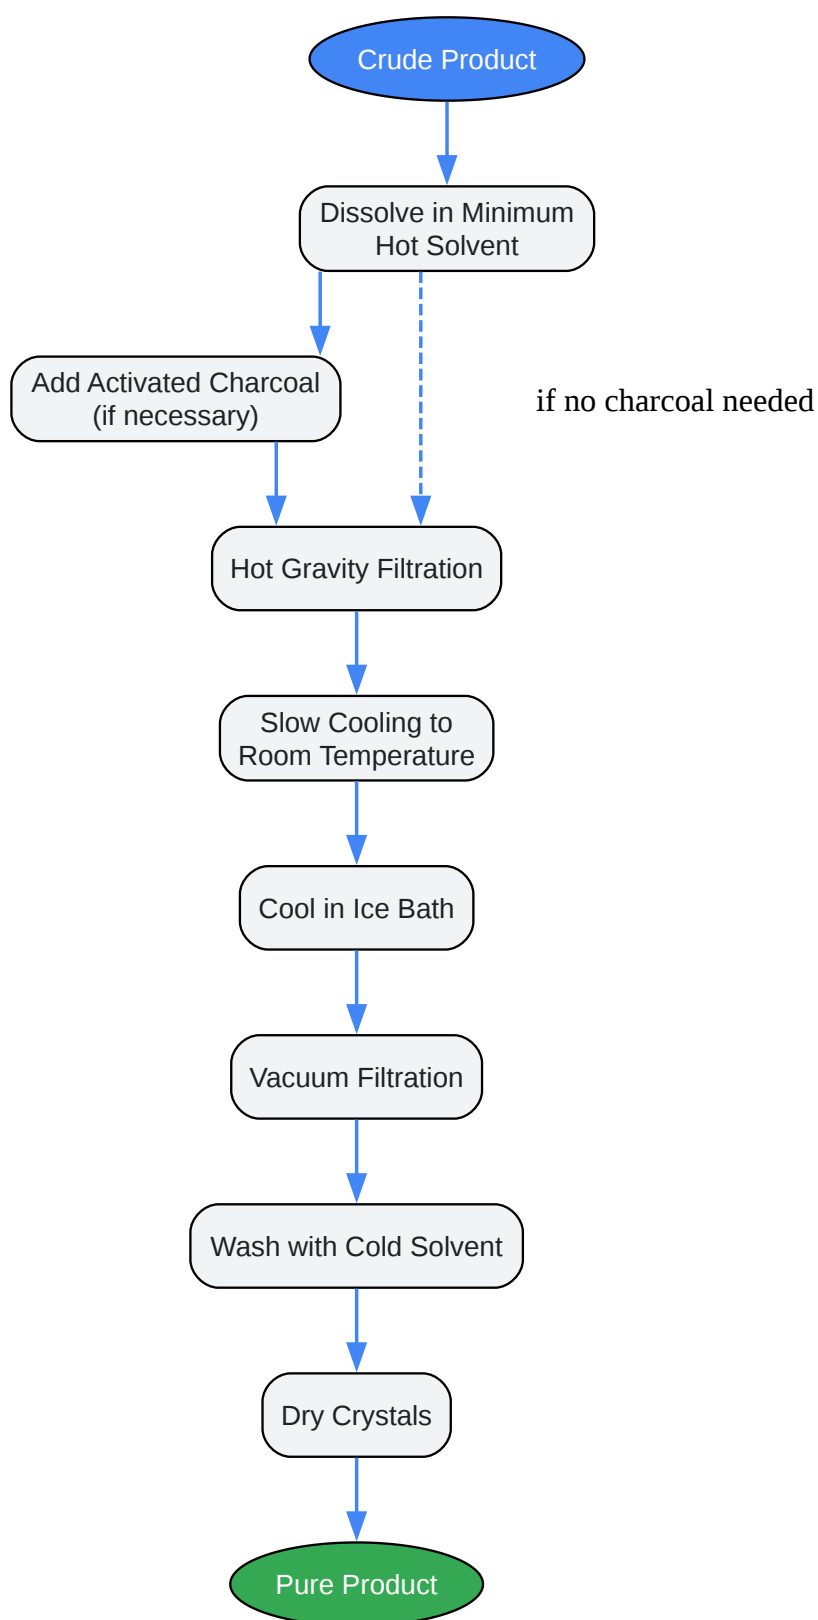 Crude Product
Dissolve in Minimum
Hot Solvent
Add Activated Charcoal
(if necessary)
if no charcoal needed
Hot Gravity Filtration
Slow Cooling to
Room Temperature
Cool in Ice Bath
Vacuum Filtration
Wash with Cold Solvent
Dry Crystals
Pure Product